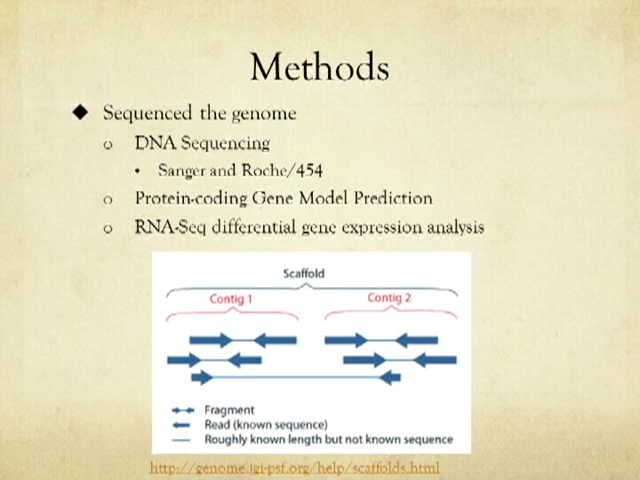 Methods
Sequenced the genome
DNA Sequencing
Sanger and Roche/454
Protein-coding Gene Model Prediction
RNA-Seq differential gene expression analysis
Scaffold
Contig 1 Contig 2
Fragment
Read (known sequence)
Roughly known length but not known sequence
http://genome.jgi-psf.org/help/scaffolds.html